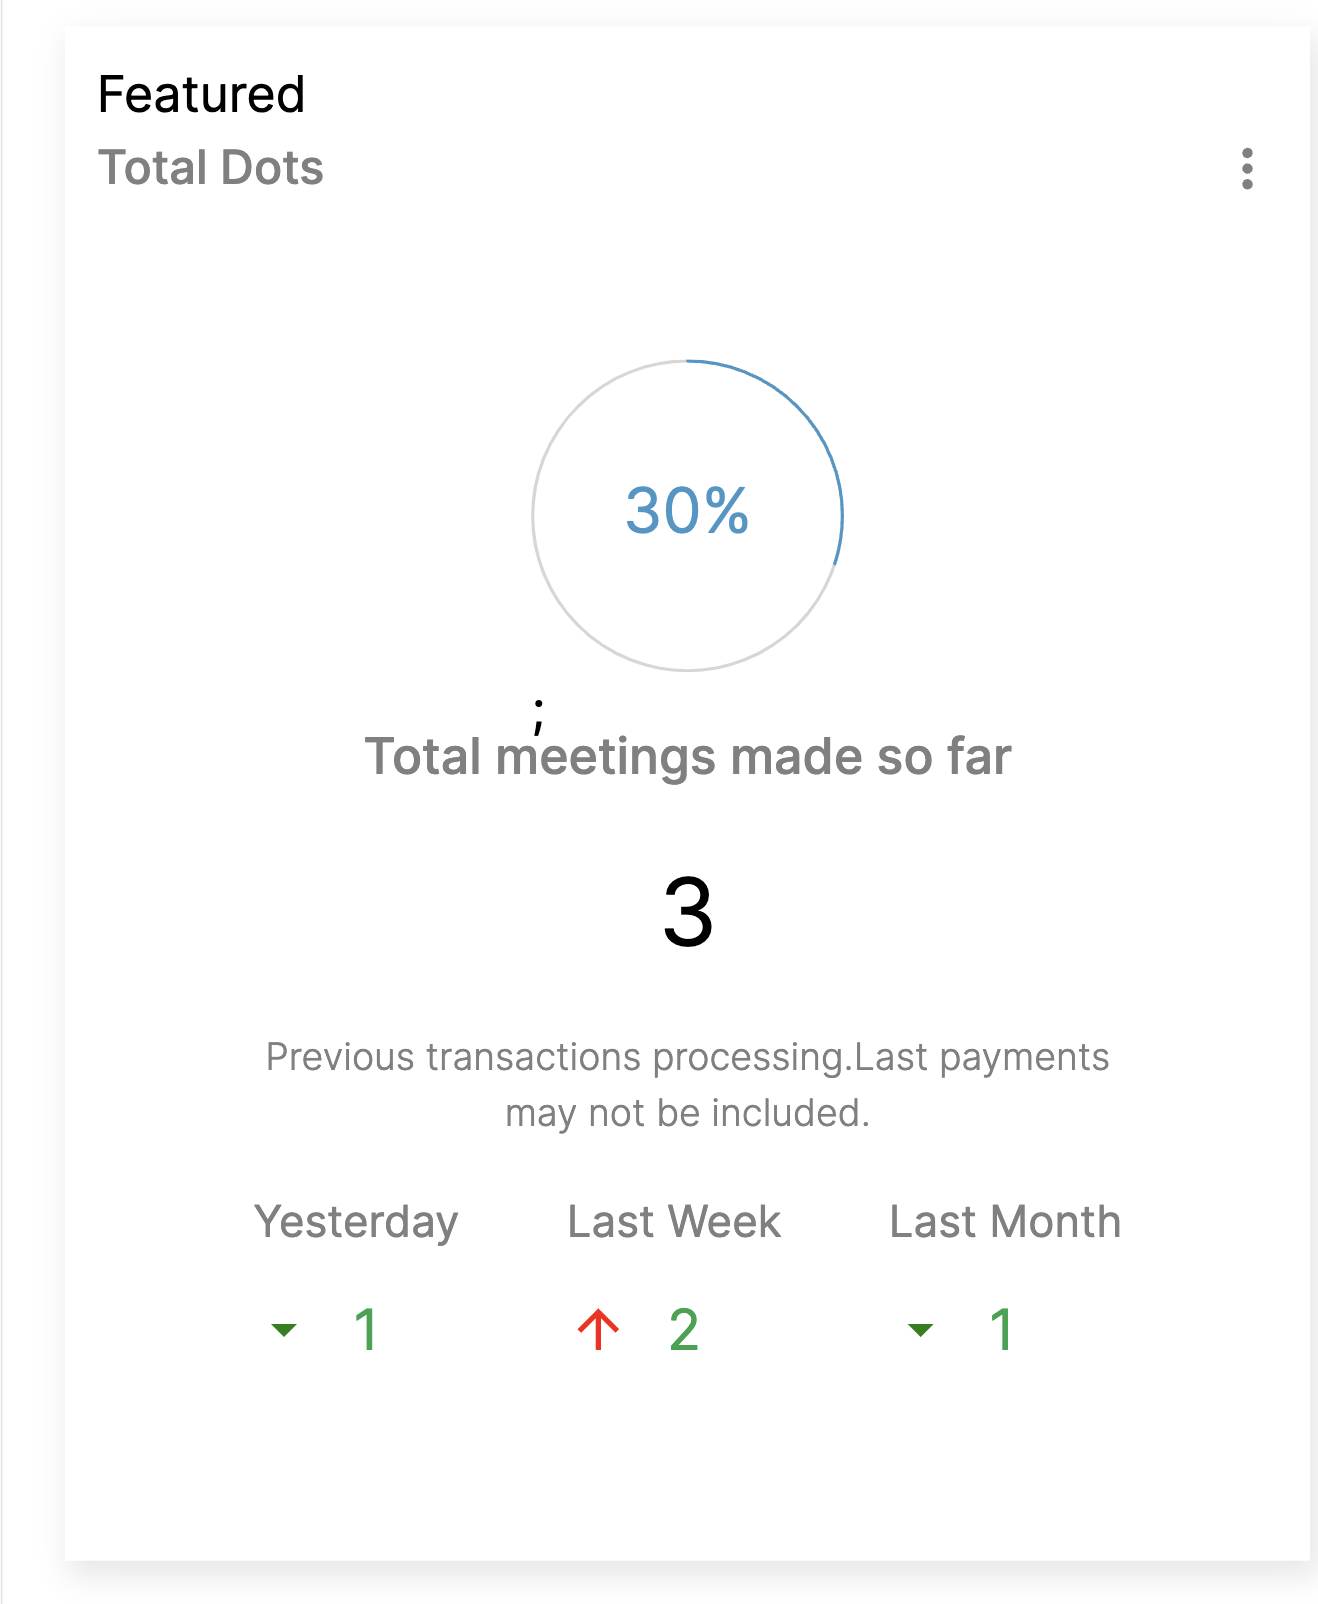 Featured
Total Dots
30%
;
Total meetings made so far
3
Previous transactions processing.Last payments
may not be included.
Yesterday Last Week Last Month
1 2 1